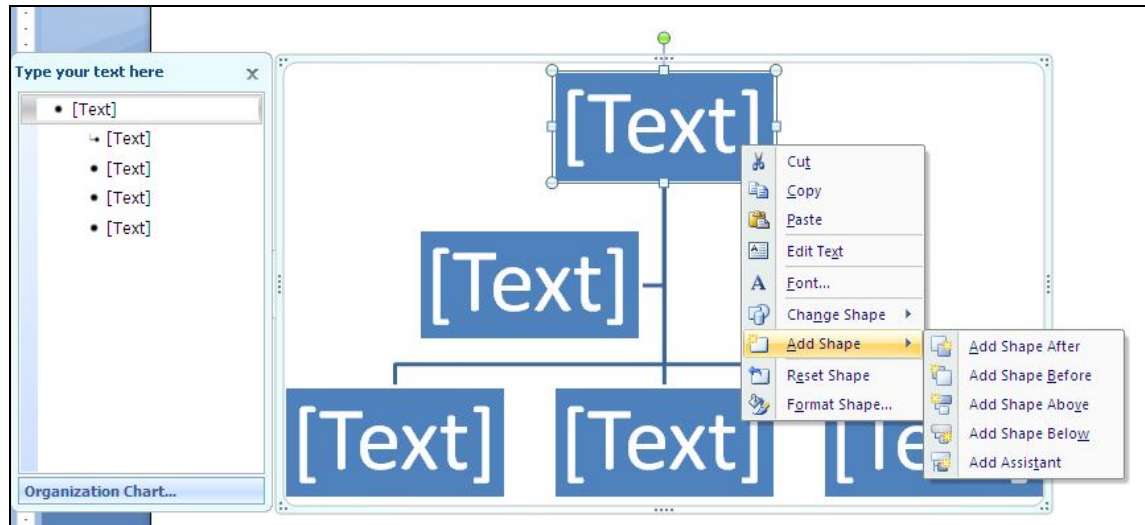 Type your text here x
[Text]
[Text]
[Text]
[Text]
[Text]
Organization Chart...
[Text]
[Text]
[Text]
[Text]
Cut
Copy
Paste
Edit Text
Font...
Change Shape
Add Shape
Reset Shape
Format Shape...
Add Shape After
Add Shape Before
Add Shape Above
Add Shape Below
Add Assistant